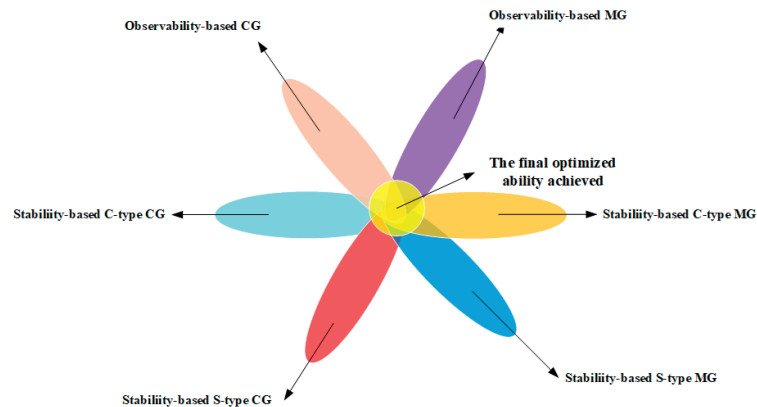 Observability-based MG
Observability-based CG
The final optimized
ability achieved
Stabiliity-based C-type CG
Stabiliity-based C-type MG
Stabiliity-based S-type MG
Stabiliity-based S-type CG